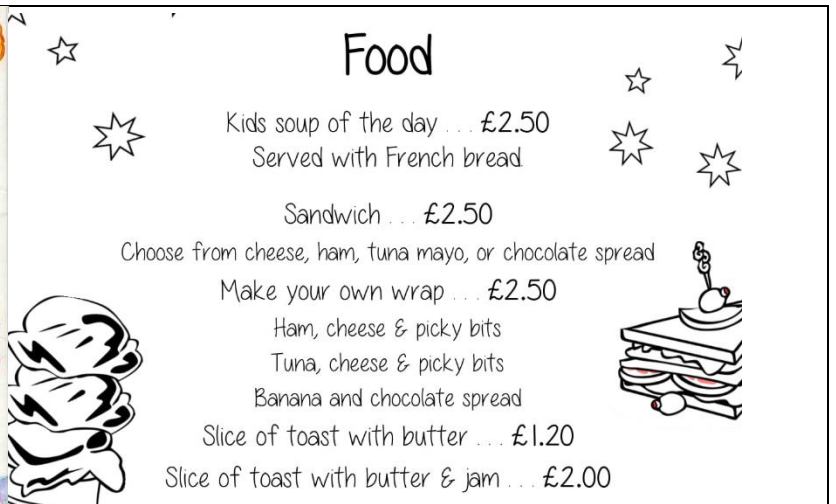 Food
Kids soup of the day . . . £2.50
Served with French bread
Sandwich . . . £2.50
Choose from cheese, ham, tuna mayo, or chocolate spread
Make your own wrap . . . £2.50
Ham, cheese & picky bits
Tuna, cheese & picky bits
Banana and chocolate spread
Slice of toast with butter . . . £1.20
Slice of toast with butter & jam . . . £2.00